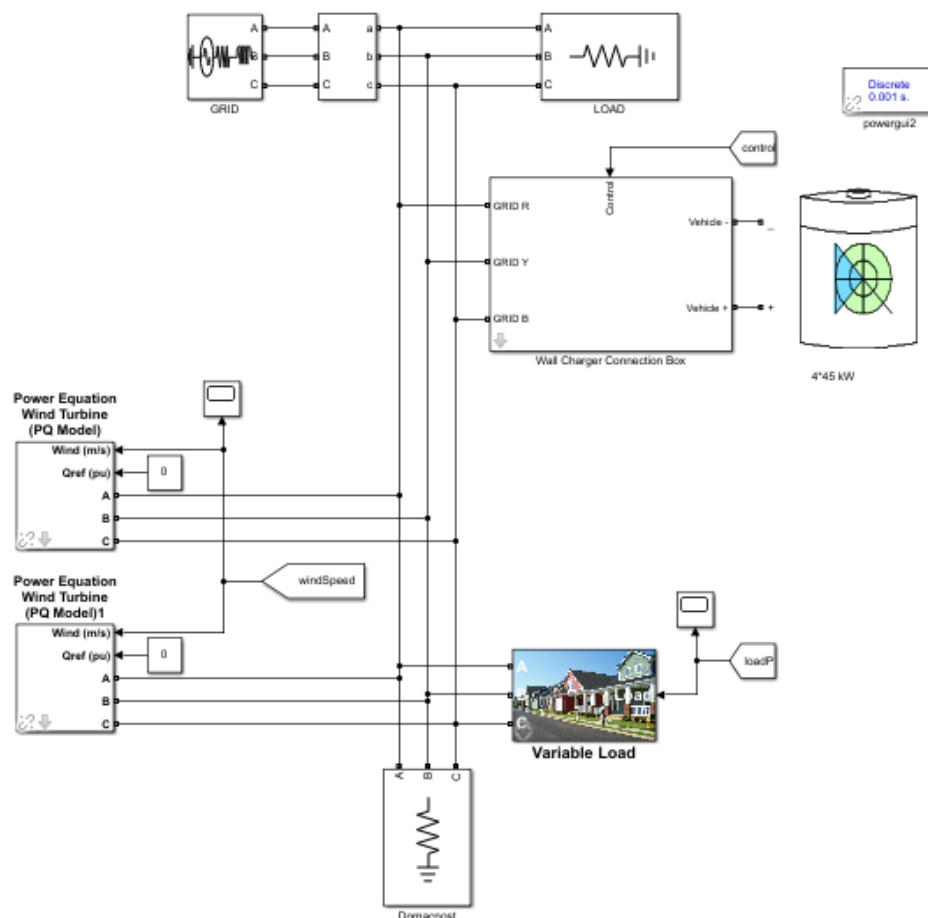 A
B
C
GRID
A
B
C
a
b
c
A
B
C
LOAD
Discrete
0.001 s.
powergui2
control
Control
GRID R
GRID Y
GRID B
Vehicle -
Vehicle +
_
+
Wall Charger Connection Box
4*45 kW
Power Equation
Wind Turbine
(PQ Model)
Wind (m/s)
Qref (pu)
A
B
C
0
windSpeed
Power Equation
Wind Turbine
(PQ Model)1
Wind (m/s)
Qref (pu)
A
B
C
0
A
C
Load
loadP
Variable Load
A
B
C
Domacnost